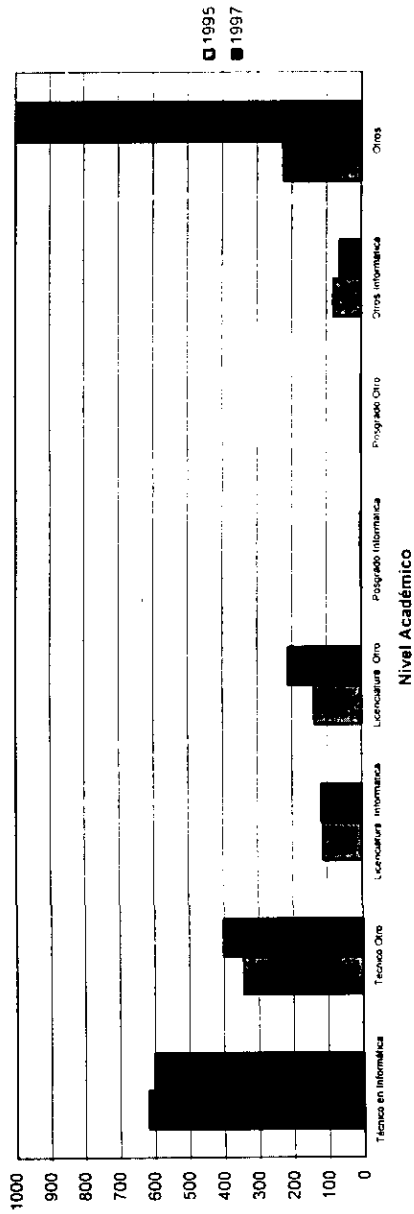 1995
1997
1000
900
800
700
600
500
400
300
200
100
0
Técnico en Informática
Técnico Otro
Licenciatura Informática
Licenciatura Otro
Posgrado Informática
Posgrado Otro
Otros Informática
Otros
Nivel Académico